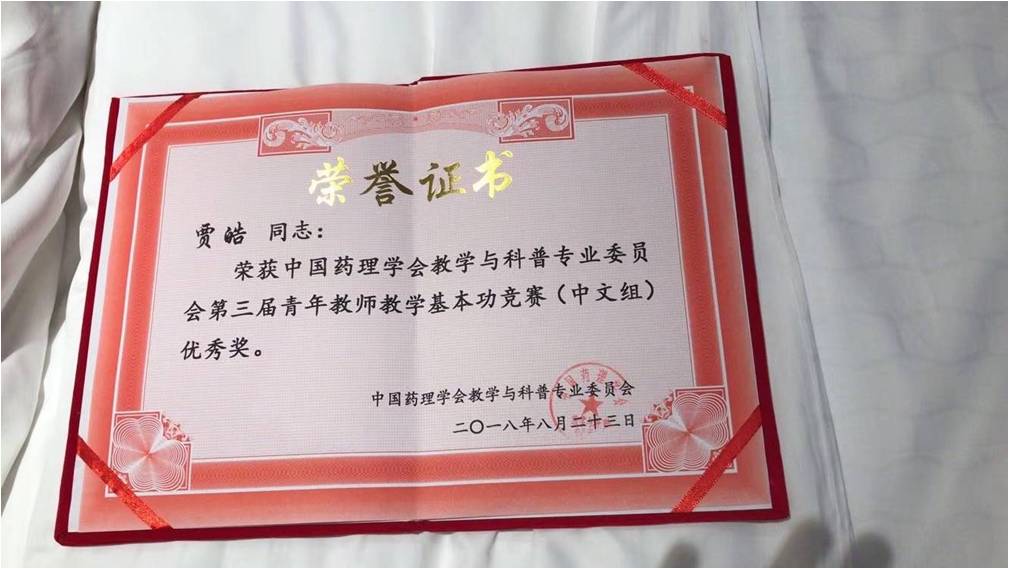 荣誉证书
贾皓 同志：
荣获中国药理学会教学与科普专业委员
会第三届青年教师教学基本功竞赛（中文组）
优秀奖。
中国药理学会教学与科普专业委员会
二〇一八年八月二十三日